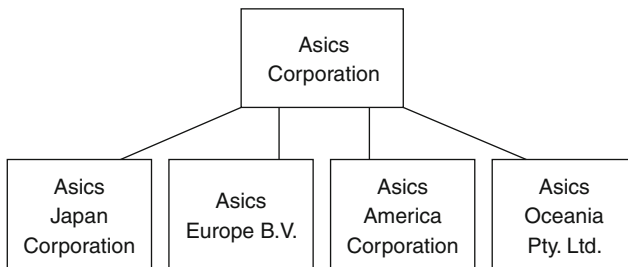 Asics
Corporation
Asics
Japan
Corporation
Asics
Europe B.V.
Asics
America
Corporation
Asics
Oceania
Pty. Ltd.